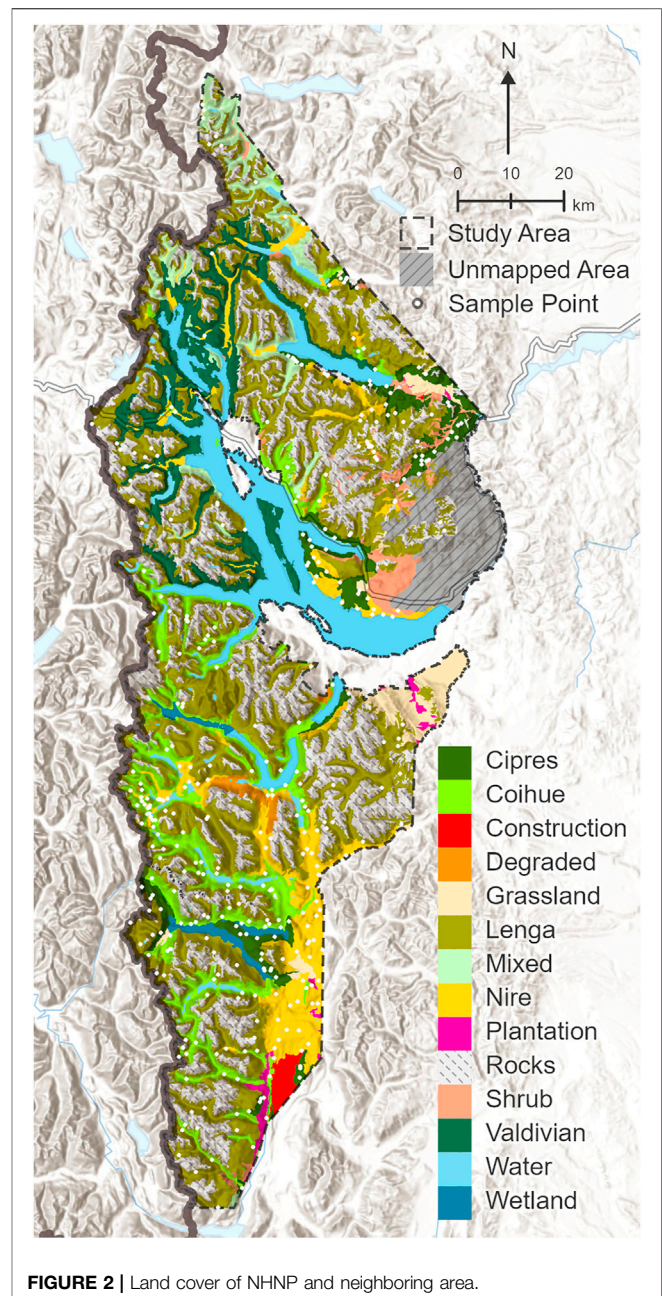 N
0 10 20
km
Study Area
Unmapped Area
Sample Point
Cipres
Coihue
Construction
Degraded
Grassland
Lenga
Mixed
Nire
Plantation
Rocks
Shrub
Valdivian
Water
Wetland
FIGURE 2 | Land cover of NHNP and neighboring area.